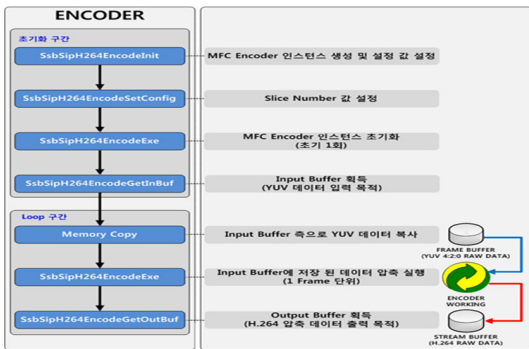 ENCODER
초기화 구간
SsbSipH264EncodeInit
MFC Encoder 인스턴스 생성 및 설정 값 설정
SsbSipH264EncodeSetConfig
Slice Number 값 설정
SsbSipH264EncodeExe
MFC Encoder 인스턴스 초기화
(초기 1회)
SsbSipH264EncodeGetInBuf
Input Buffer 획득
(YUV 데이터 입력 목적)
Loop 구간
Memory Copy
Input Buffer 측으로 YUV 데이터 복사
FRAME BUFFER
(YUV 4:2:0 RAW DATA)
SsbSipH264EncodeExe
Input Buffer에 저장 된 데이터 압축 실행
(1 Frame 단위)
ENCODER
WORKING
SsbSipH264EncodeGetOutBuf
Output Buffer 획득
(H.264 압축 데이터 출력 목적)
STREAM BUFFER
(H.264 RAW DATA)